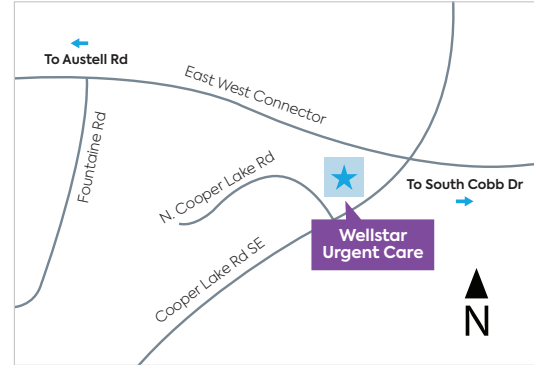 To Austell Rd
East West Connector
Fountaine Rd
N. Cooper Lake Rd
To South Cobb Dr
Wellstar
Urgent Care
Cooper Lake Rd SE
N